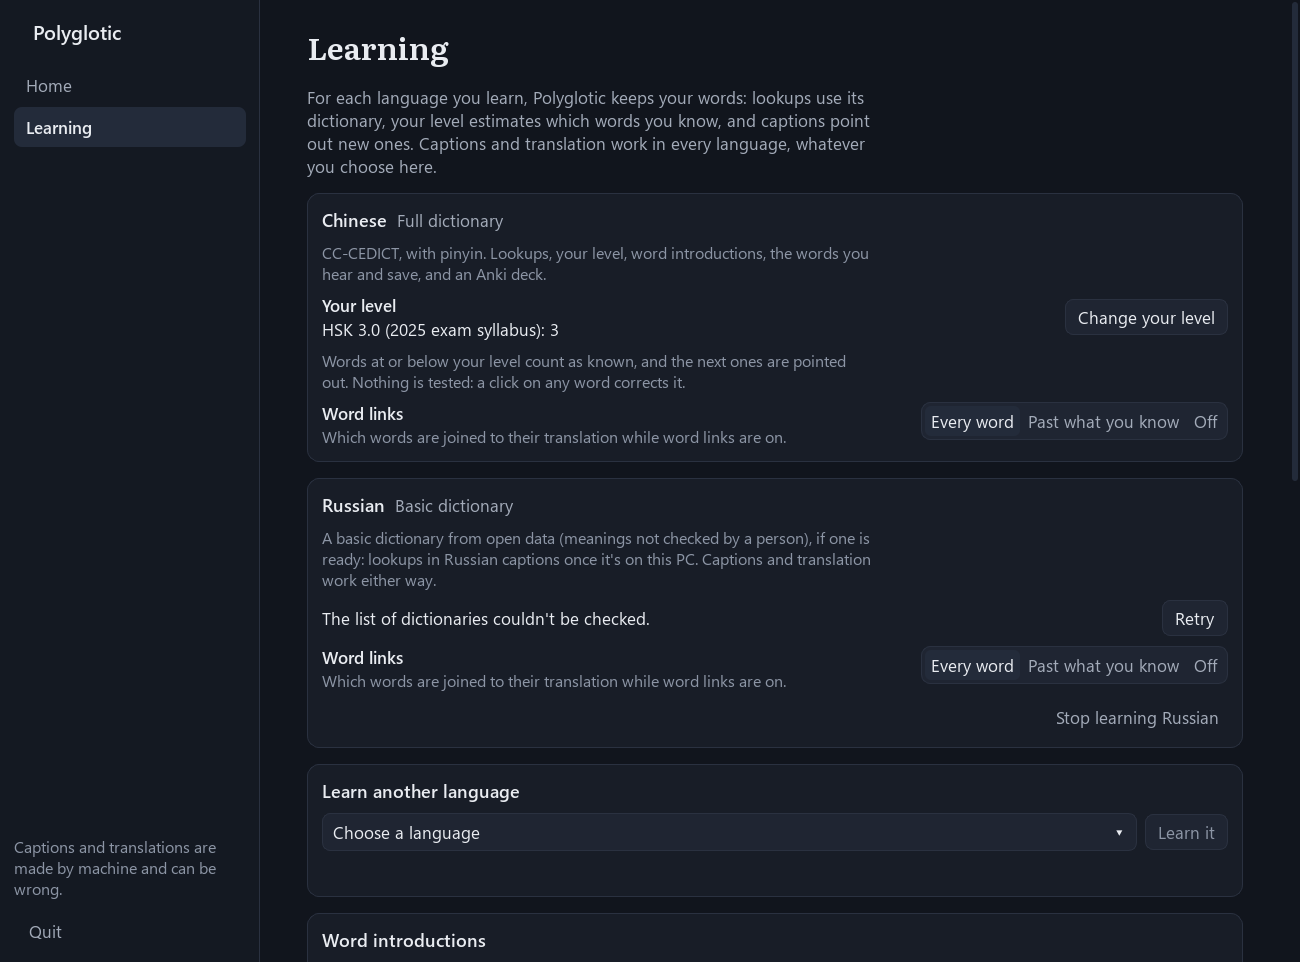 Polyglotic
Home
Learning
Captions and translations are
made by machine and can be
wrong.
Quit
Learning
For each language you learn, Polyglotic keeps your words: lookups use its
dictionary, your level estimates which words you know, and captions point
out new ones. Captions and translation work in every language, whatever
you choose here.
Chinese Full dictionary
CC-CEDICT, with pinyin. Lookups, your level, word introductions, the words you
hear and save, and an Anki deck.
Your level
HSK 3.0 (2025 exam syllabus): 3
Change your level
Words at or below your level count as known, and the next ones are pointed
out. Nothing is tested: a click on any word corrects it.
Word links
Which words are joined to their translation while word links are on.
Every word Past what you know Off
Russian Basic dictionary
A basic dictionary from open data (meanings not checked by a person), if one is
ready: lookups in Russian captions once it's on this PC. Captions and translation
work either way.
The list of dictionaries couldn't be checked.
Retry
Word links
Which words are joined to their translation while word links are on.
Every word Past what you know Off
Stop learning Russian
Learn another language
Choose a language
Learn it
Word introductions